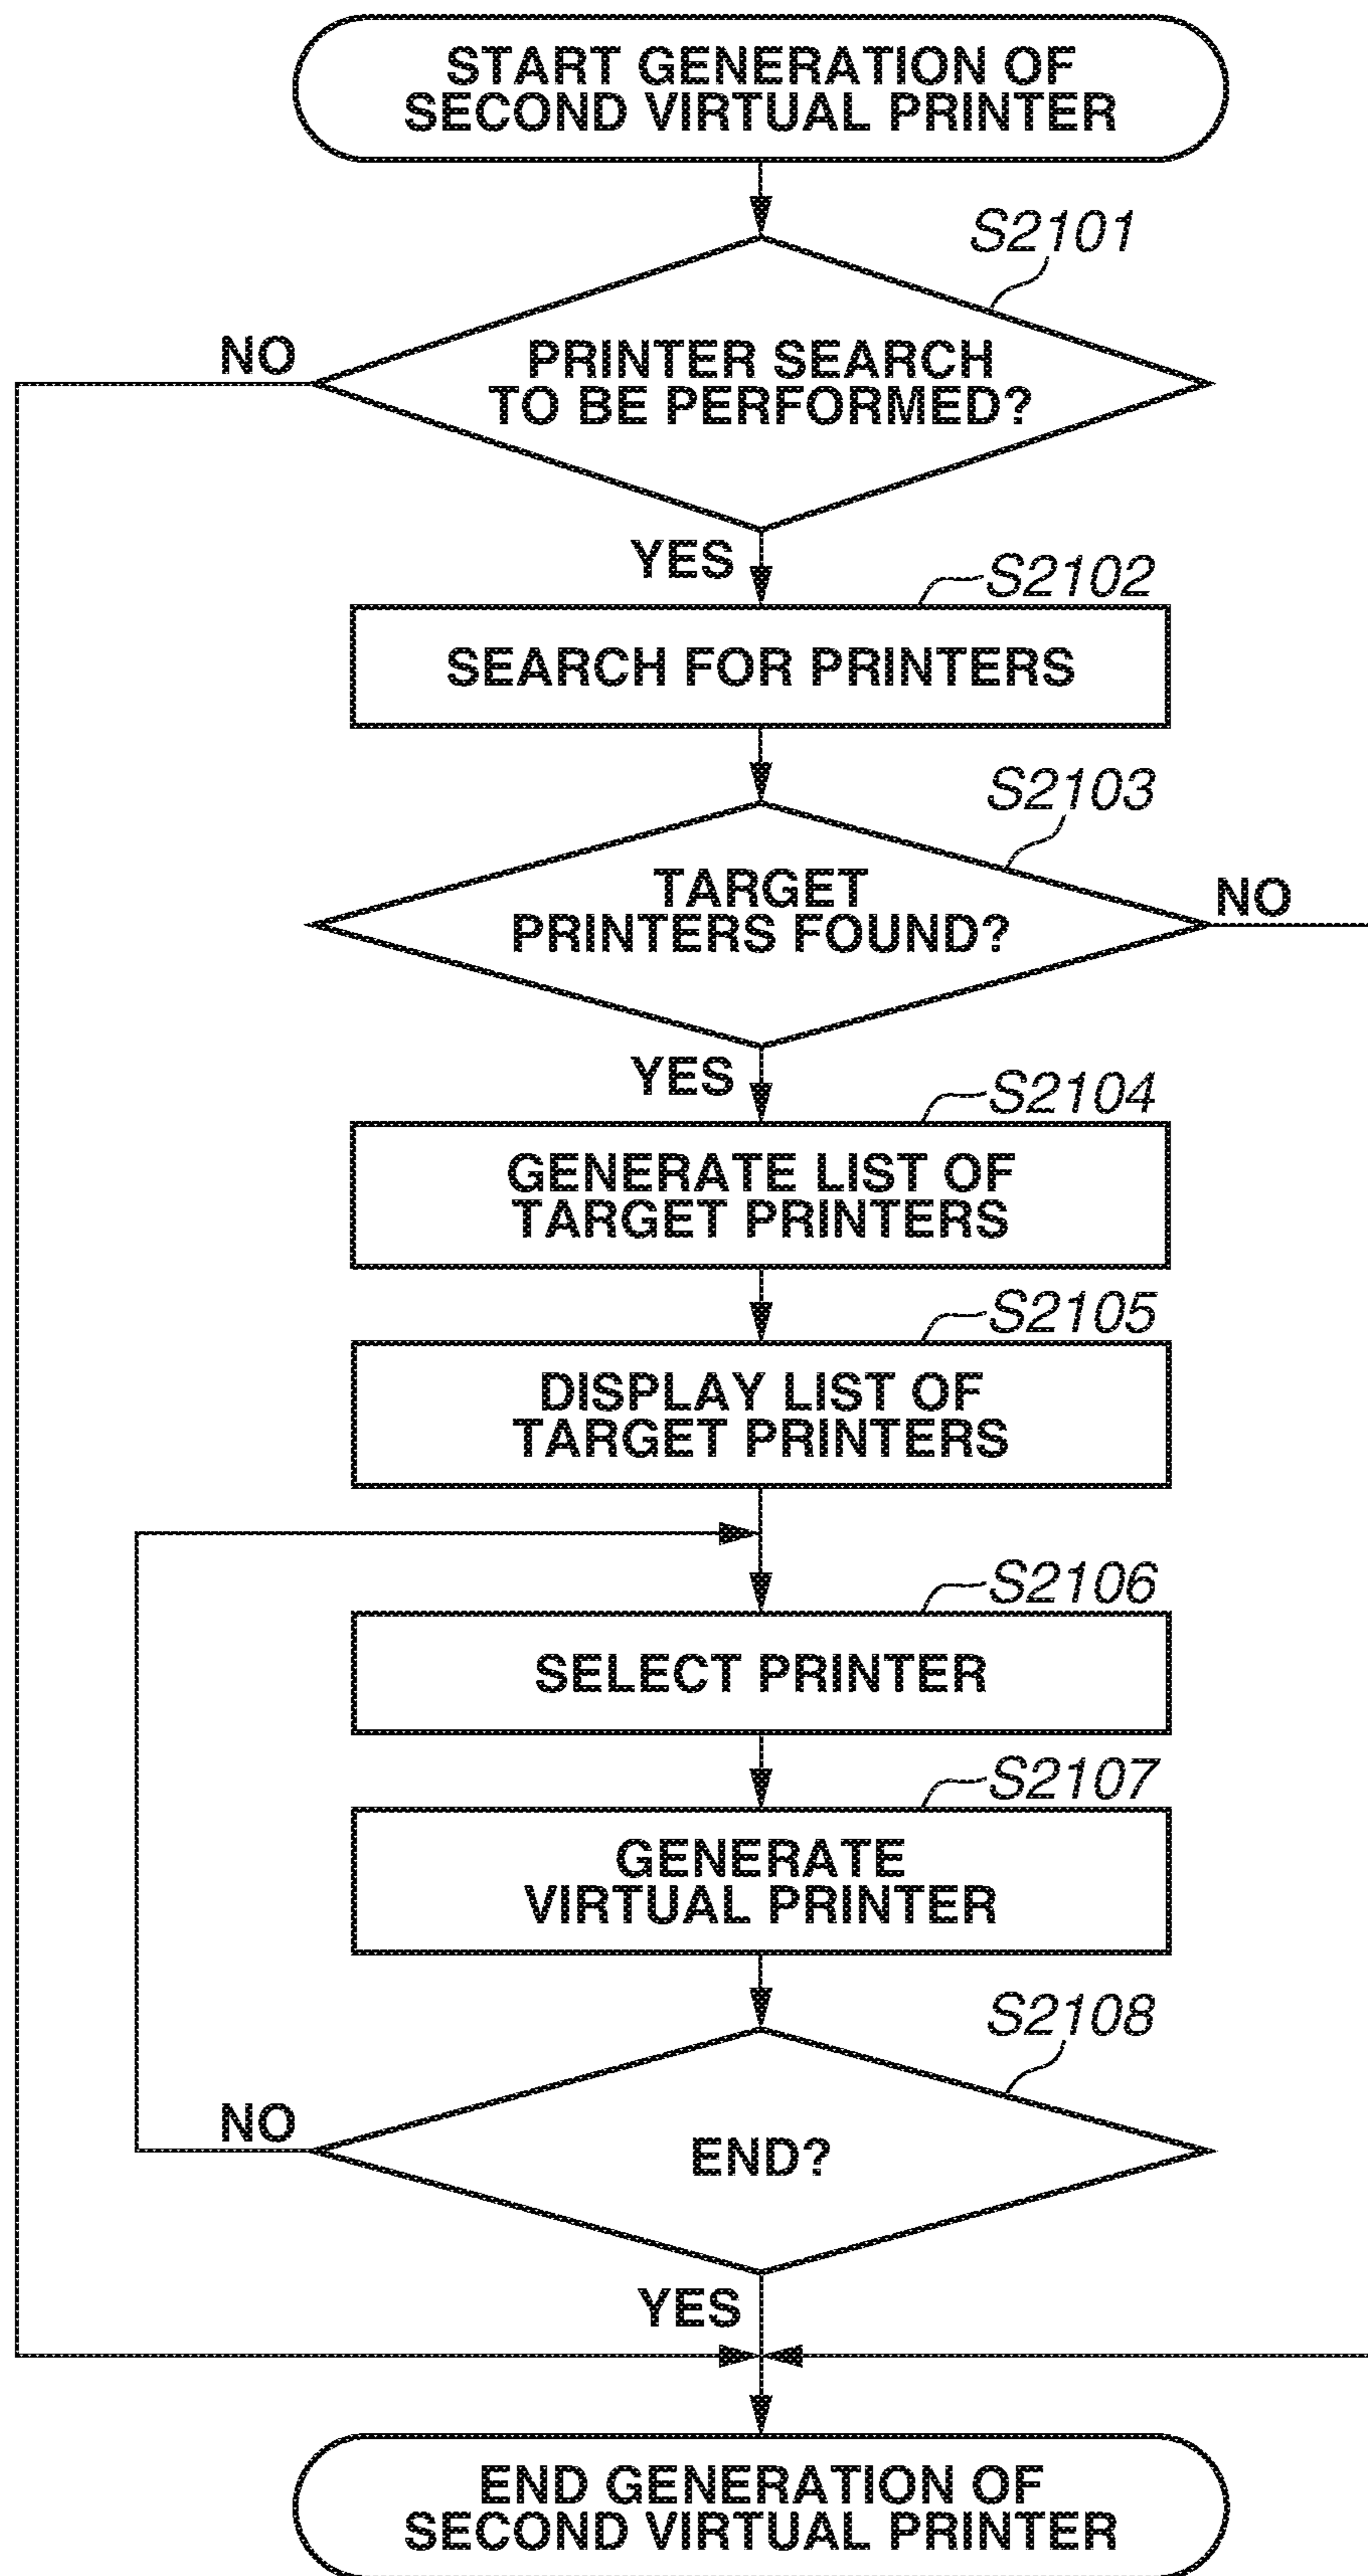 START GENERATION OF
SECOND VIRTUAL PRINTER
S2101
NO
PRINTER SEARCH
TO BE PERFORMED?
YES
S2102
SEARCH FOR PRINTERS
S2103
TARGET
PRINTERS FOUND?
NO
YES
S2104
GENERATE LIST OF
TARGET PRINTERS
S2105
DISPLAY LIST OF
TARGET PRINTERS
S2106
SELECT PRINTER
S2107
GENERATE
VIRTUAL PRINTER
S2108
NO
END?
YES
END GENERATION OF
SECOND VIRTUAL PRINTER